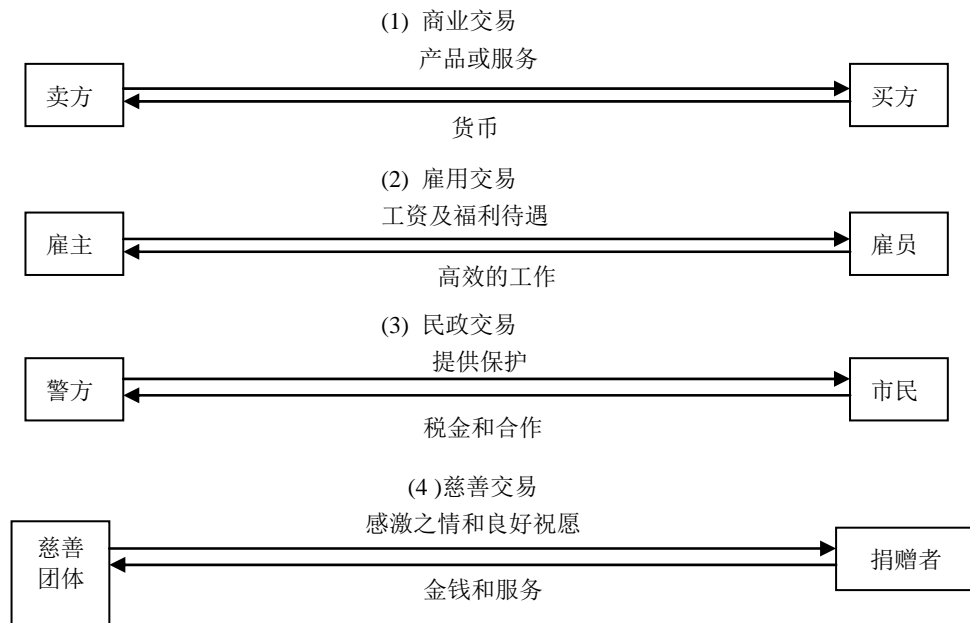 (1) 商业交易
产品或服务
卖方
买方
货币
(2) 雇用交易
工资及福利待遇
雇主
雇员
高效的工作
(3) 民政交易
提供保护
警方
市民
税金和合作
(4 )慈善交易
感激之情和良好祝愿
慈善
团体
捐赠者
金钱和服务